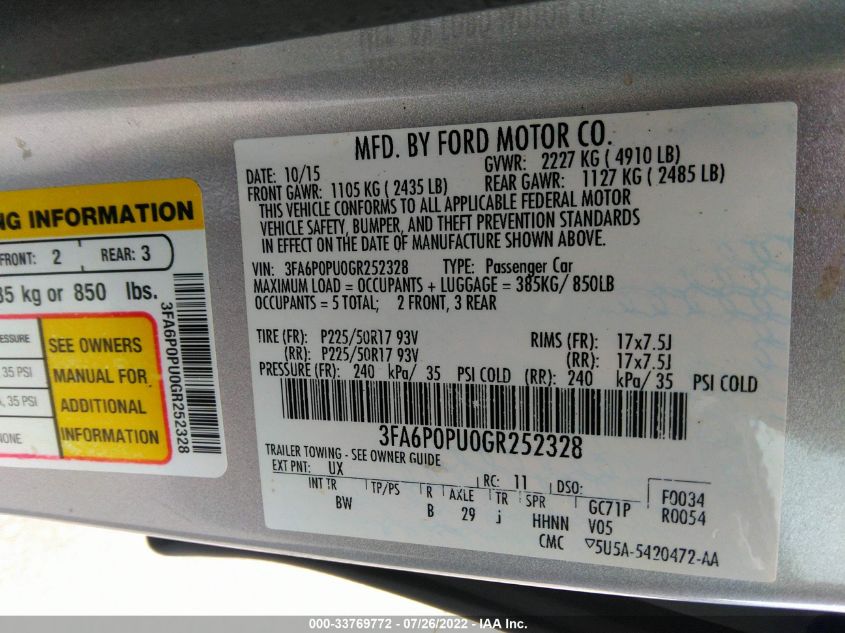 MFD. BY FORD MOTOR CO.
DATE: 10/15 GVWR: 2227 KG ( 4910 LB)
FRONT GAWR: 1105 KG ( 2435 LB) REAR GAWR: 1127 KG ( 2485 LB)
THIS VEHICLE CONFORMS TO ALL APPLICABLE FEDERAL MOTOR
VEHICLE SAFETY, BUMPER, AND THEFT PREVENTION STANDARDS
IN EFFECT ON THE DATE OF MANUFACTURE SHOWN ABOVE.
VIN: 3FA6P0PU0GR252328 TYPE: Passenger Car
MAXIMUM LOAD = OCCUPANTS + LUGGAGE = 385KG/ 850LB
OCCUPANTS = 5 TOTAL; 2 FRONT, 3 REAR
TIRE (FR): P225/50R17 93V RIMS (FR): 17x7.5J
(RR): P225/50R17 93V (RR): 17x7.5J
PRESSURE (FR): 240 kPa/ 35 PSI COLD (RR): 240 kPa/ 35 PSI COLD
3FA6P0PU0GR252328
TRAILER TOWING - SEE OWNER GUIDE
EXT PNT: UX RC: 11 DSO:
INT TR TP/PS R AXLE TR SPR GC71P F0034
BW B 29 j HHNN V05 R0054
CMC ▽5U5A-5420472-AA
NG INFORMATION
FRONT: 2 REAR: 3
85 kg or 850 lbs.
3FA6P0PU0GR252328
ESSURE
35 PSI
, 35 PSI
NONE
SEE OWNERS
MANUAL FOR
ADDITIONAL
INFORMATION
000-33769772 - 07/26/2022 - IAA Inc.